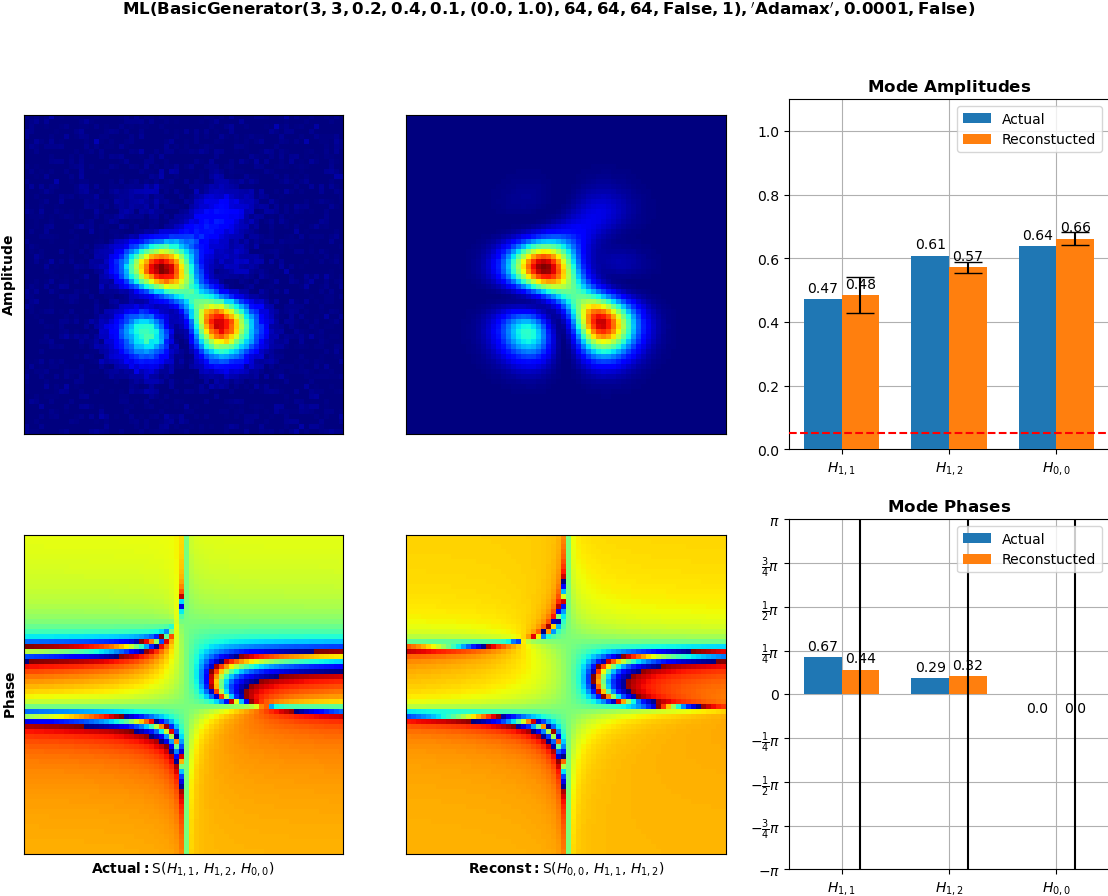 ML(BasicGenerator(3, 3, 0.2, 0.4, 0.1, (0.0, 1.0), 64, 64, 64, False, 1), ′Adamax′, 0.0001, False)
Amplitude
Mode Amplitudes
Actual
Reconstucted
1.0
0.8
0.6
0.4
0.2
0.0
0.47
0.48
0.61
0.57
0.64
0.66
H1, 1
H1, 2
H0, 0
Phase
Mode Phases
Actual
Reconstucted
π
3/4π
1/2π
1/4π
0
−1/4π
−1/2π
−3/4π
−π
0.67
0.44
0.29
0.32
0.0
0.0
H1, 1
H1, 2
H0, 0
Actual: S(H1, 1, H1, 2, H0, 0)
Reconst: S(H0, 0, H1, 1, H1, 2)